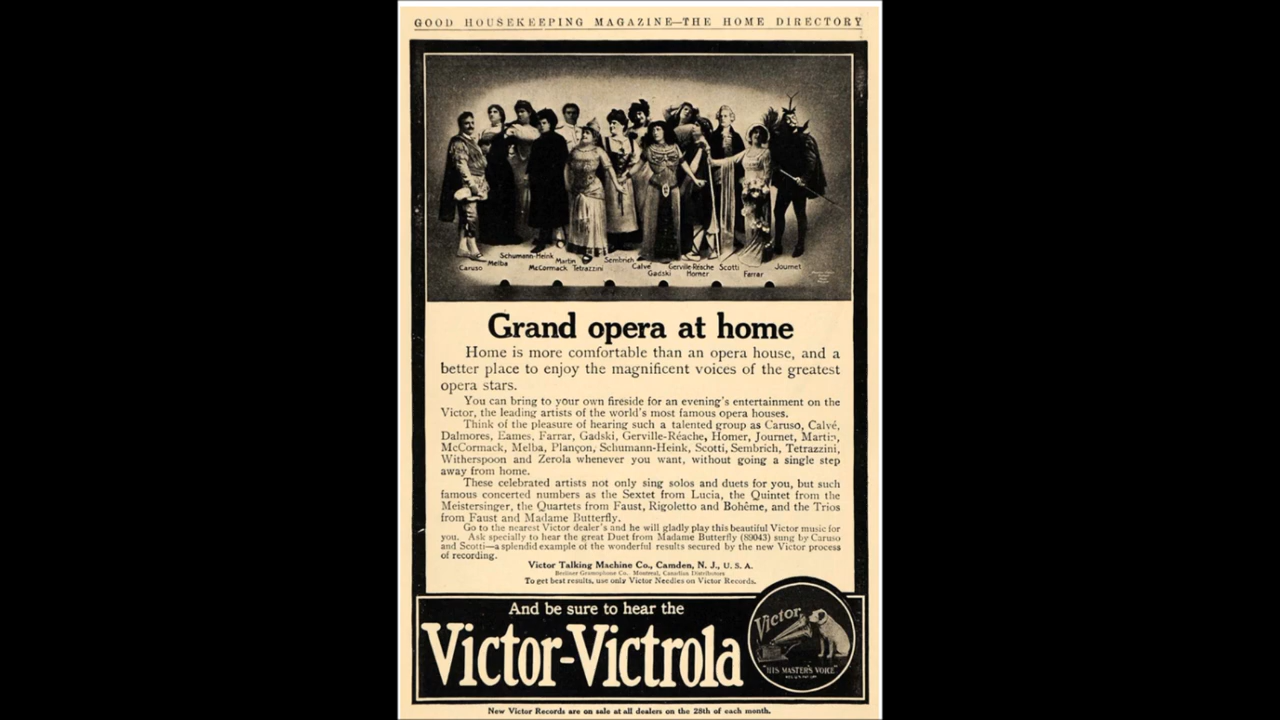 GOOD HOUSEKEEPING MAGAZINE—THE HOME DIRECTORY
Caruso Melba Schumann-Heink McCormack Martin Tetrazzini Sembrich Calvé Gadski Gerville-Réache Homer Scotti Farrar Journet
Grand opera at home
Home is more comfortable than an opera house, and a
better place to enjoy the magnificent voices of the greatest
opera stars.
You can bring to your own fireside for an evening's entertainment on the
Victor, the leading artists of the world's most famous opera houses.
Think of the pleasure of hearing such a talented group as Caruso, Calvé,
Dalmores, Eames, Farrar, Gadski, Gerville-Réache, Homer, Journet, Martin,
McCormack, Melba, Plançon, Schumann-Heink, Scotti, Sembrich, Tetrazzini,
Witherspoon and Zerola whenever you want, without going a single step
away from home.
These celebrated artists not only sing solos and duets for you, but such
famous concerted numbers as the Sextet from Lucia, the Quintet from the
Meistersinger, the Quartets from Faust, Rigoletto and Bohême, and the Trios
from Faust and Madame Butterfly.
Go to the nearest Victor dealer's and he will gladly play this beautiful Victor music for
you. Ask specially to hear the great Duet from Madame Butterfly (89043) sung by Caruso
and Scotti—a splendid example of the wonderful results secured by the new Victor process
of recording.
Victor Talking Machine Co., Camden, N. J., U. S. A.
Berliner Gramophone Co., Montreal, Canadian Distributors
To get best results, use only Victor Needles on Victor Records.
And be sure to hear the
Victor-Victrola
Victor
"HIS MASTER'S VOICE"
REG. U.S. PAT. OFF.
New Victor Records are on sale at all dealers on the 28th of each month.